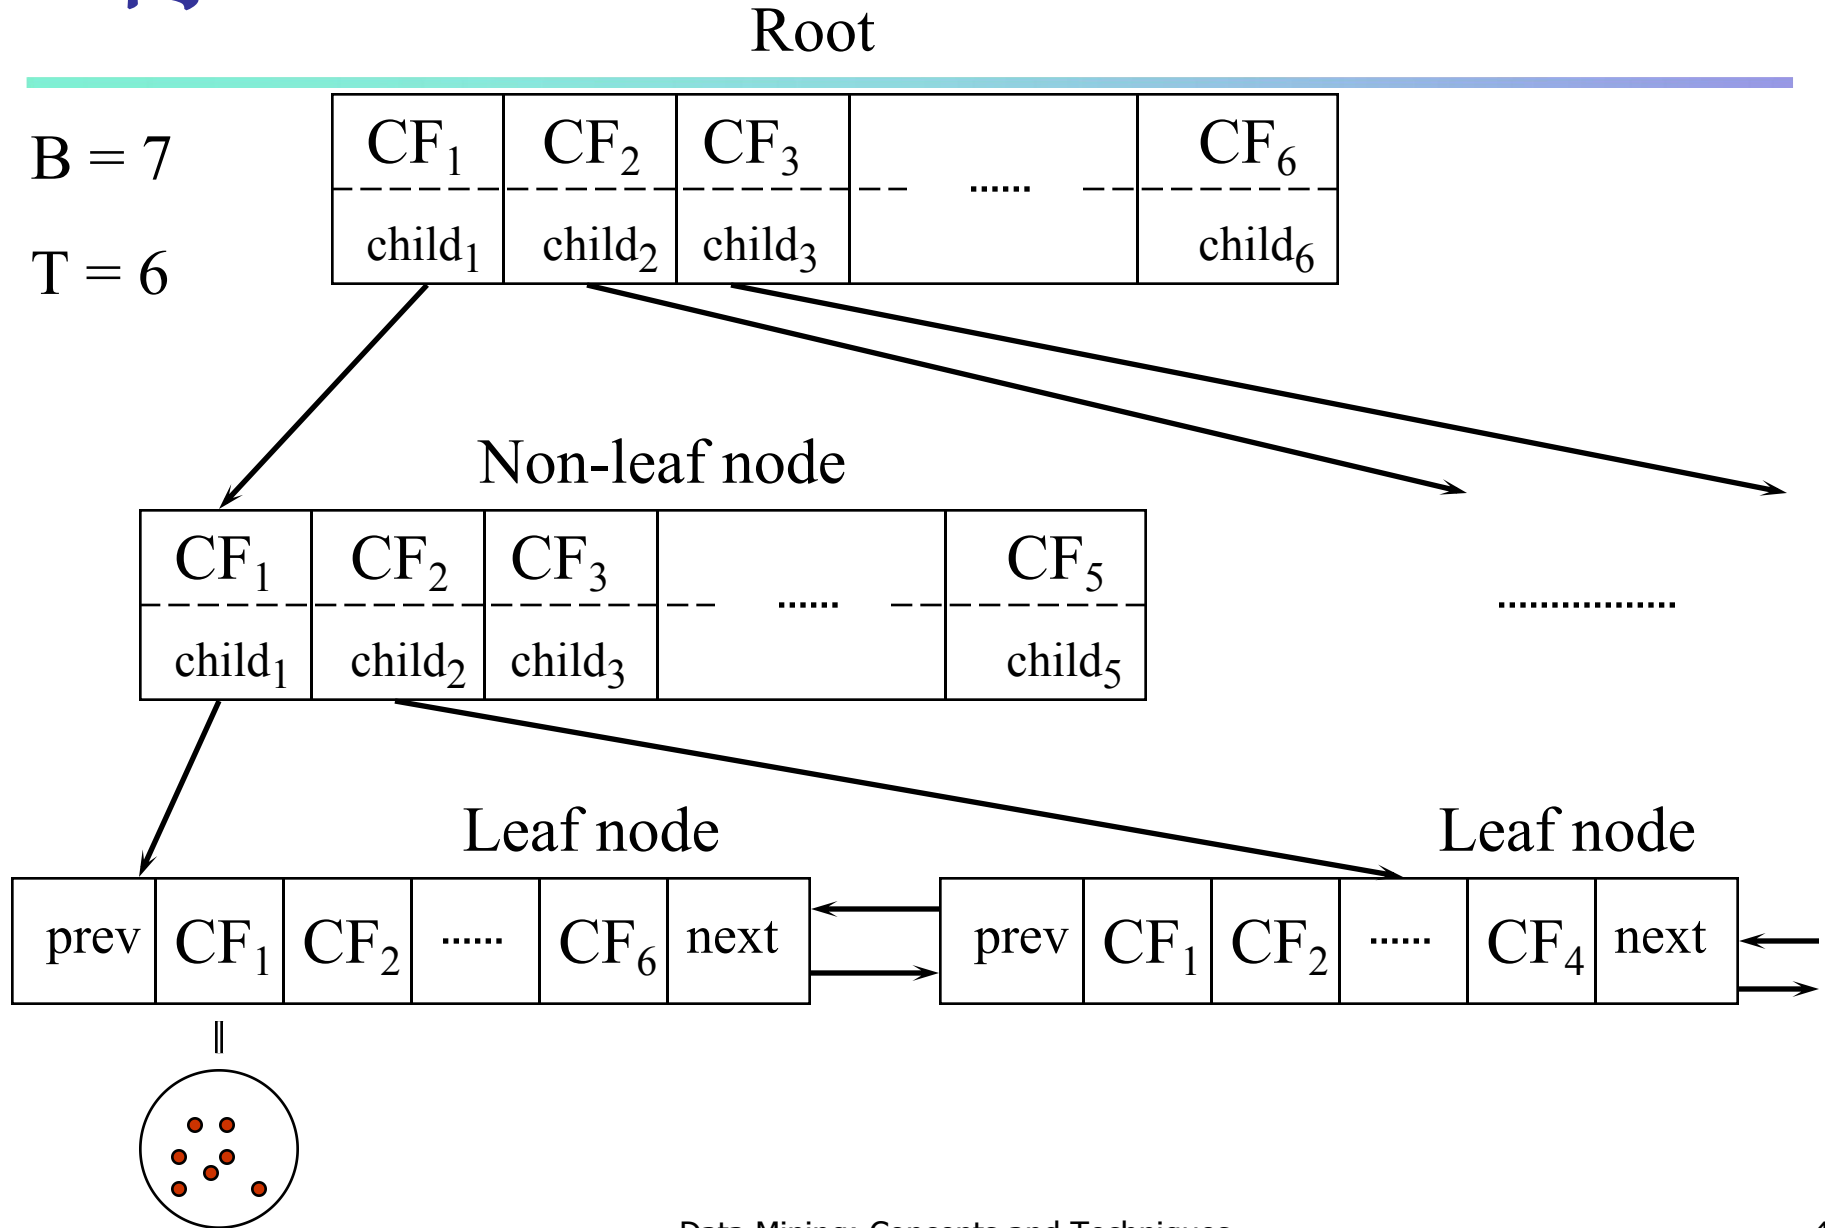 Root
B = 7
T = 6
CF₁ CF₂ CF₃ ...... CF₆
child₁ child₂ child₃ child₆
Non-leaf node
CF₁ CF₂ CF₃ ...... CF₅ .................
child₁ child₂ child₃ child₅
Leaf node Leaf node
prev CF₁ CF₂ ...... CF₆ next prev CF₁ CF₂ ...... CF₄ next
Data Mining: Concepts and Techniques